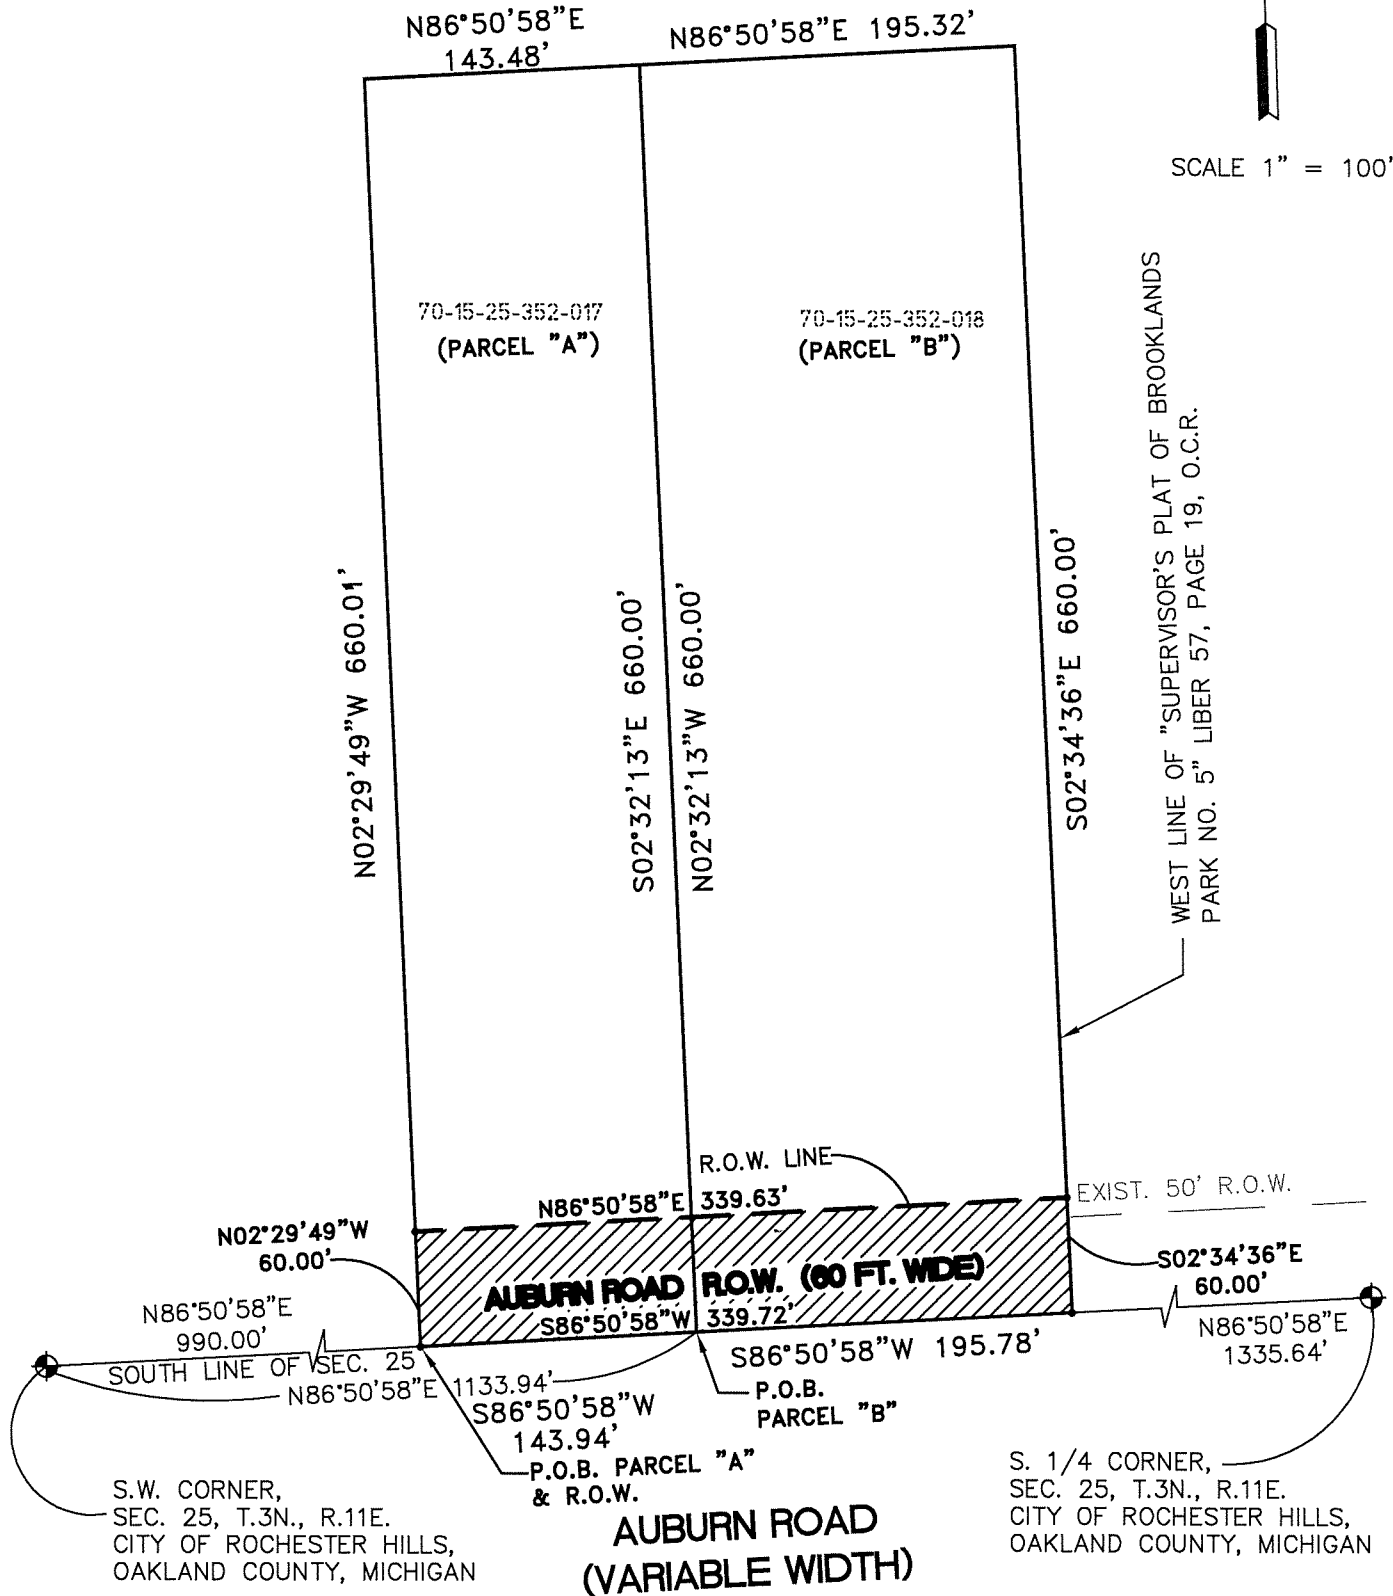 N86°50'58"E
143.48'
N86°50'58"E 195.32'
SCALE 1" = 100'
70-15-25-352-017
(PARCEL "A")
70-15-25-352-018
(PARCEL "B")
WEST LINE OF "SUPERVISOR'S PLAT OF BROOKLANDS
PARK NO. 5" LIBER 57, PAGE 19, O.C.R.
N02°29'49"W 660.01'
S02°32'13"E 660.00'
N02°32'13"W 660.00'
S02°34'36"E 660.00'
R.O.W. LINE
N86°50'58"E 339.63'
EXIST. 50' R.O.W.
N02°29'49"W
60.00'
AUBURN ROAD R.O.W. (60 FT. WIDE)
S02°34'36"E
60.00'
S86°50'58"W 339.72'
N86°50'58"E
990.00'
SOUTH LINE OF SEC. 25
N86°50'58"E 1133.94'
S86°50'58"W 195.78'
N86°50'58"E
1335.64'
S86°50'58"W
143.94'
P.O.B.
PARCEL "B"
P.O.B. PARCEL "A"
& R.O.W.
S.W. CORNER,
SEC. 25, T.3N., R.11E.
CITY OF ROCHESTER HILLS,
OAKLAND COUNTY, MICHIGAN
S. 1/4 CORNER,
SEC. 25, T.3N., R.11E.
CITY OF ROCHESTER HILLS,
OAKLAND COUNTY, MICHIGAN
AUBURN ROAD
(VARIABLE WIDTH)